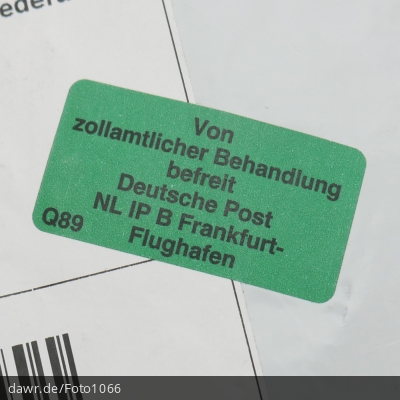 Von
zollamtlicher Behandlung
befreit
Deutsche Post
NL IP B Frankfurt-
Flughafen
Q89
dawr.de/Foto1066